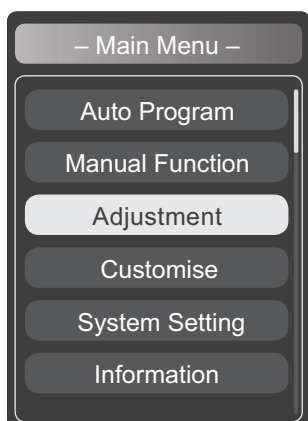 – Main Menu –
Auto Program
Manual Function
Adjustment
Customise
System Setting
Information